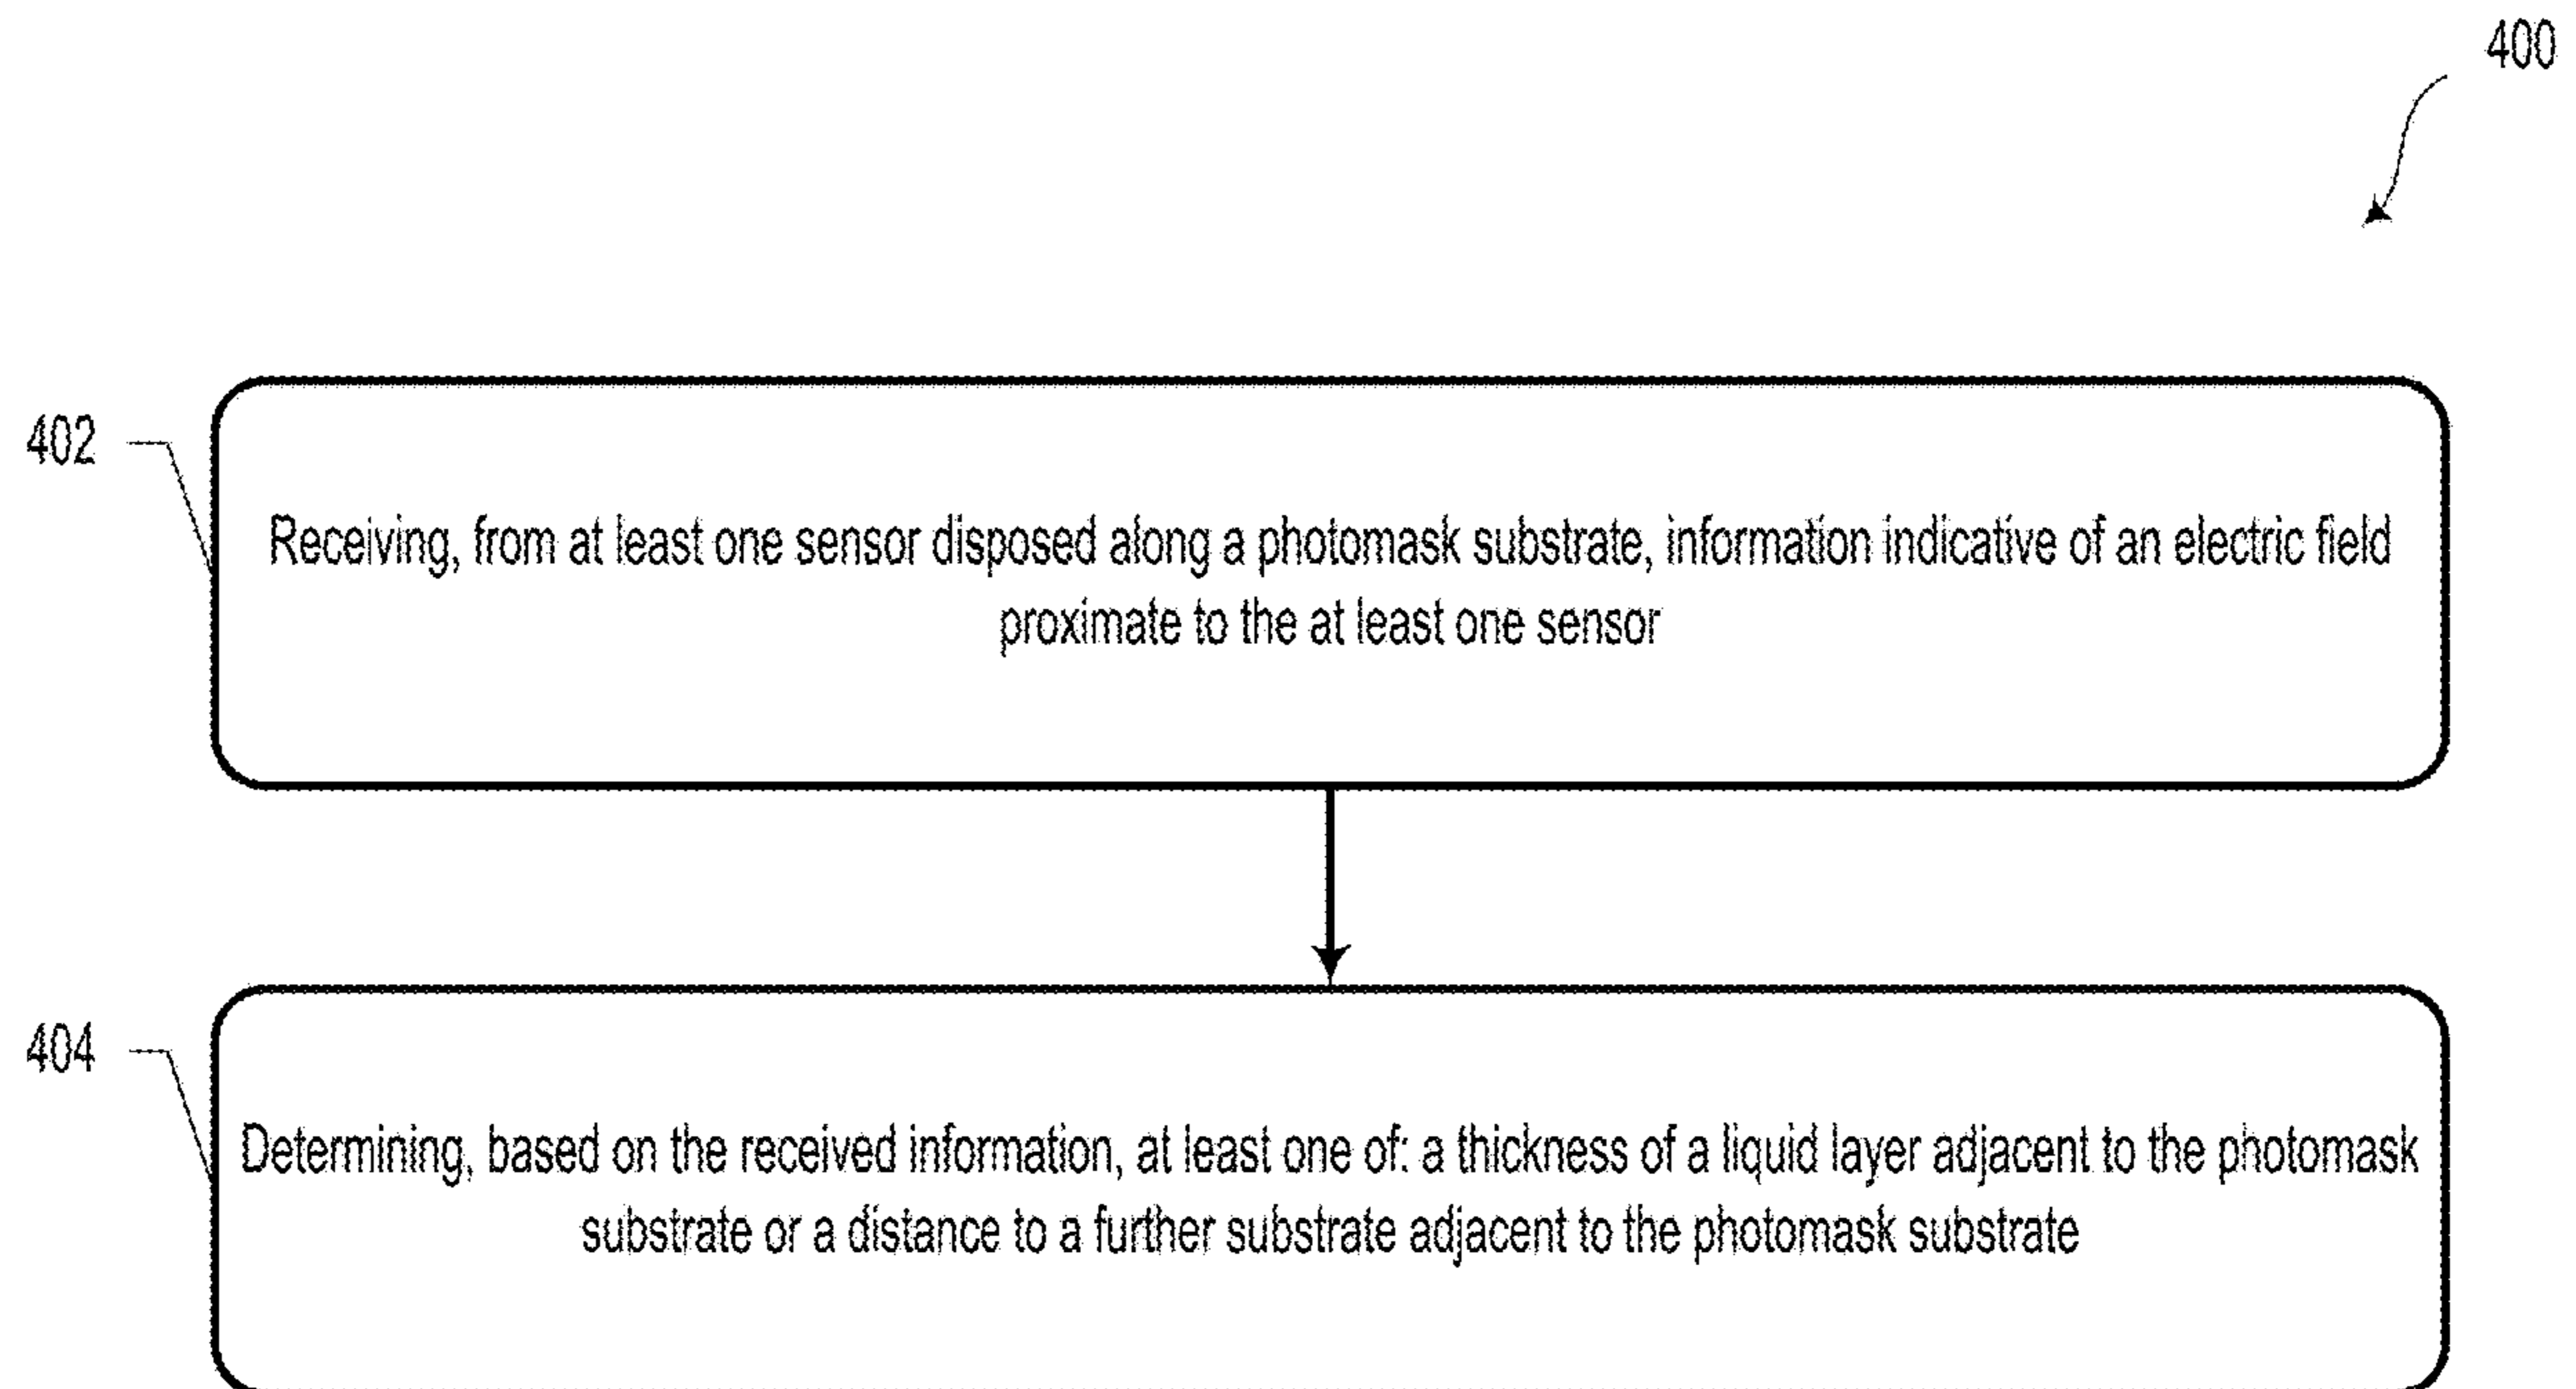 400
402
Receiving, from at least one sensor disposed along a photomask substrate, information indicative of an electric field
proximate to the at least one sensor
404
Determining, based on the received information, at least one of: a thickness of a liquid layer adjacent to the photomask
substrate or a distance to a further substrate adjacent to the photomask substrate